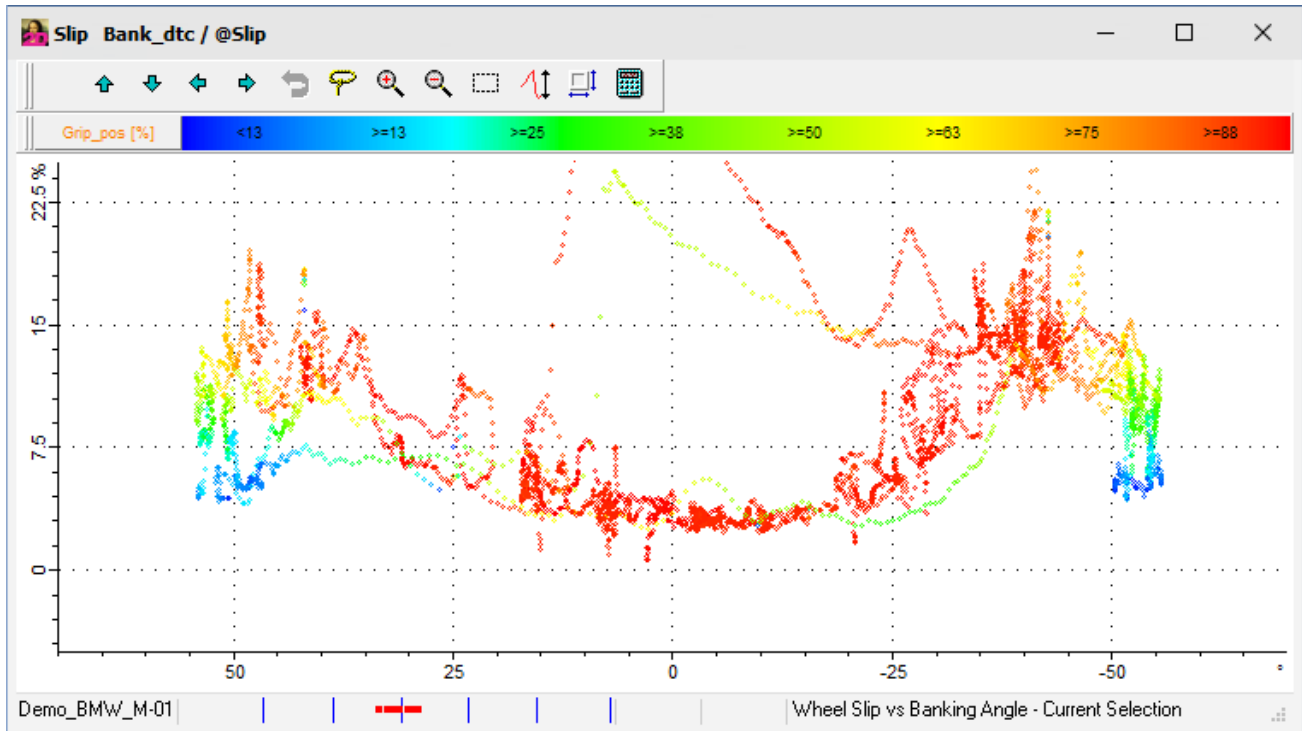 Slip Bank_dtc / @Slip
Grip_pos [%] <13 >=13 >=25 >=38 >=50 >=63 >=75 >=88
22.5 %
15
7.5
0
50 25 0 -25 -50 °
Demo_BMW_M-01 Wheel Slip vs Banking Angle - Current Selection